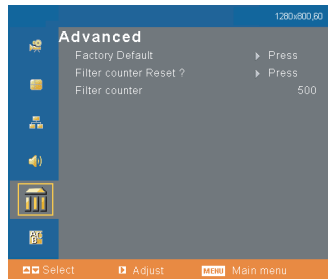 1280x800,60
Advanced
Factory Default Press
Filter counter Reset ? Press
Filter counter 500
Select Adjust MENU Main menu